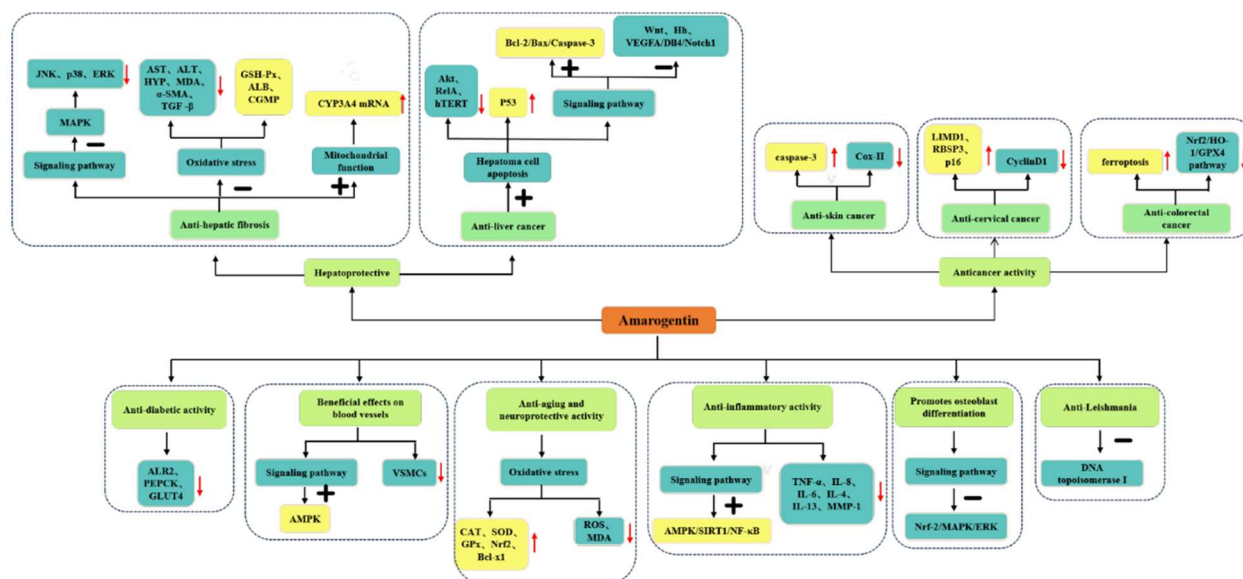 JNK、p38、ERK
MAPK
Signaling pathway
AST、ALT、
HYP、MDA、
α-SMA、
TGF -β
GSH-Px、
ALB、
CGMP
Oxidative stress
CYP3A4 mRNA
Mitochondrial
function
Anti-hepatic fibrosis
Bcl-2/Bax/Caspase-3
Wnt、Hh、
VEGFA/Dll4/Notch1
Akt、
RelA、
hTERT
P53
Signaling pathway
Hepatoma cell
apoptosis
Anti-liver cancer
Hepatoprotective
caspase-3
Cox-II
Anti-skin cancer
LIMD1、
RBSP3、
p16
CyclinD1
Anti-cervical cancer
ferroptosis
Nrf2/HO-
1/GPX4
pathway
Anti-colorectal
cancer
Anticancer activity
Amarogentin
Anti-diabetic activity
ALR2、
PEPCK、
GLUT4
Beneficial effects on
blood vessels
Signaling pathway
VSMCs
AMPK
Anti-aging and
neuroprotective activity
Oxidative stress
CAT、SOD、
GPx、Nrf2、
Bcl-x1
ROS、
MDA
Anti-inflammatory activity
Signaling pathway
AMPK/SIRT1/NF-κB
TNF-α、IL-8、
IL-6、IL-4、
IL-13、MMP-1
Promotes osteoblast
differentiation
Signaling pathway
Nrf-2/MAPK/ERK
Anti-Leishmania
DNA
topoisomerase I